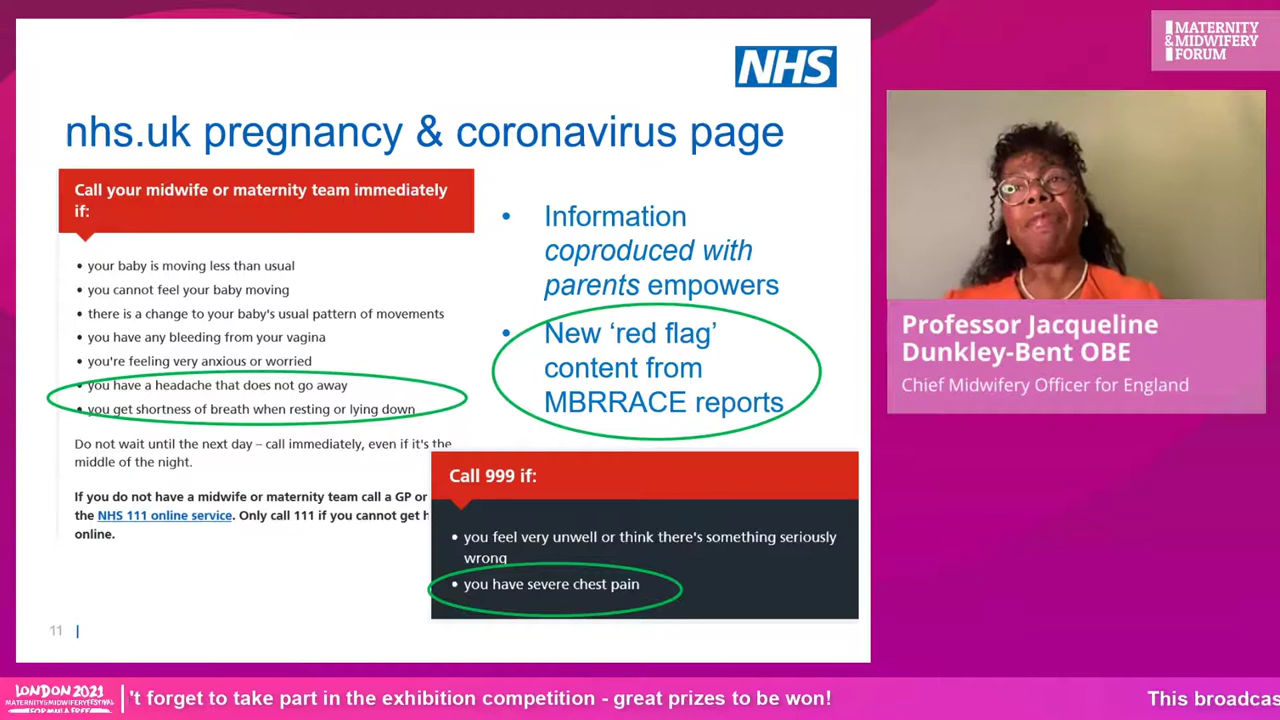 NHS
nhs.uk pregnancy & coronavirus page
Call your midwife or maternity team immediately
if:
• your baby is moving less than usual
• you cannot feel your baby moving
• there is a change to your baby's usual pattern of movements
• you have any bleeding from your vagina
• you're feeling very anxious or worried
• you have a headache that does not go away
• you get shortness of breath when resting or lying down
Do not wait until the next day – call immediately, even if it's the
middle of the night.
If you do not have a midwife or maternity team call a GP or
the NHS 111 online service. Only call 111 if you cannot get
online.
• Information
coproduced with
parents empowers
• New ‘red flag’
content from
MBRRACE reports
Call 999 if:
• you feel very unwell or think there's something seriously
wrong
• you have severe chest pain
11 |
MATERNITY
&MIDWIFERY
FORUM
Professor Jacqueline
Dunkley-Bent OBE
Chief Midwifery Officer for England
LONDON 2021
MATERNITY&MIDWIFERYFESTIVAL
FORMULA FREE
't forget to take part in the exhibition competition - great prizes to be won!
This broadcas